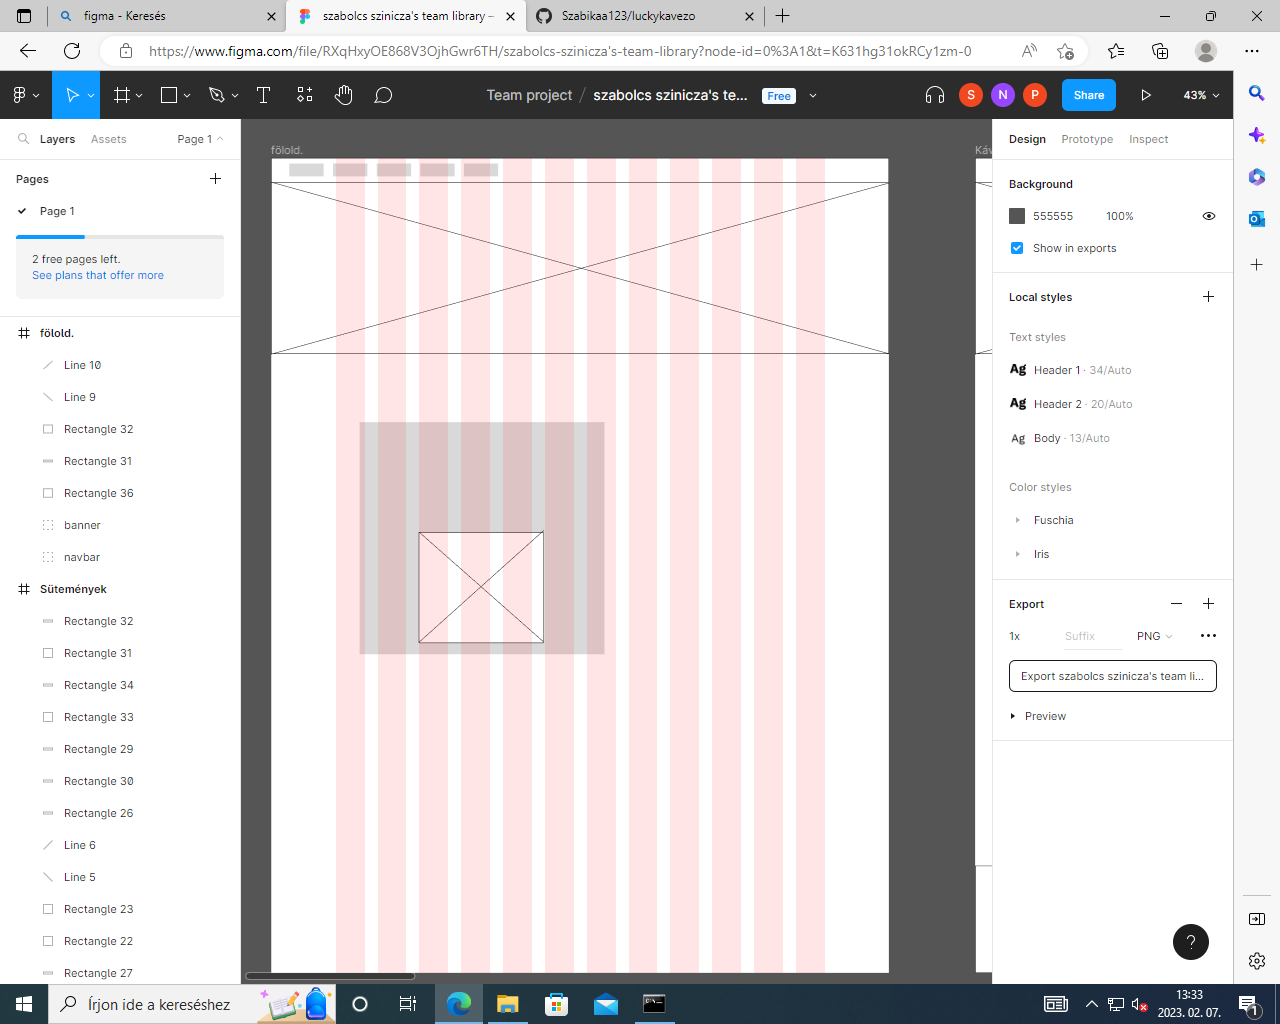 figma - Keresés
szabolcs szinicza's team library –
Szabikaa123/luckykavezo
https://www.figma.com/file/RXqHxyOE868V3OjhGwr6TH/szabolcs-szinicza's-team-library?node-id=0%3A1&t=K631hg31okRCy1zm-0
Team project / szabolcs szinicza's te...
Free
S
N
P
Share
43%
Layers
Assets
Page 1
Design
Prototype
Inspect
Pages
Page 1
2 free pages left.
See plans that offer more
fölold.
Line 10
Line 9
Rectangle 32
Rectangle 31
Rectangle 36
banner
navbar
Sütemények
Rectangle 32
Rectangle 31
Rectangle 34
Rectangle 33
Rectangle 29
Rectangle 30
Rectangle 26
Line 6
Line 5
Rectangle 23
Rectangle 22
Rectangle 27
fölold.
Káv
Background
555555
100%
Show in exports
Local styles
Text styles
Ag Header 1 · 34/Auto
Ag Header 2 · 20/Auto
Ag Body · 13/Auto
Color styles
Fuschia
Iris
Export
1x
Suffix
PNG
Export szabolcs szinicza's team li...
Preview
?
Írjon ide a kereséshez
13:33
2023. 02. 07.
1